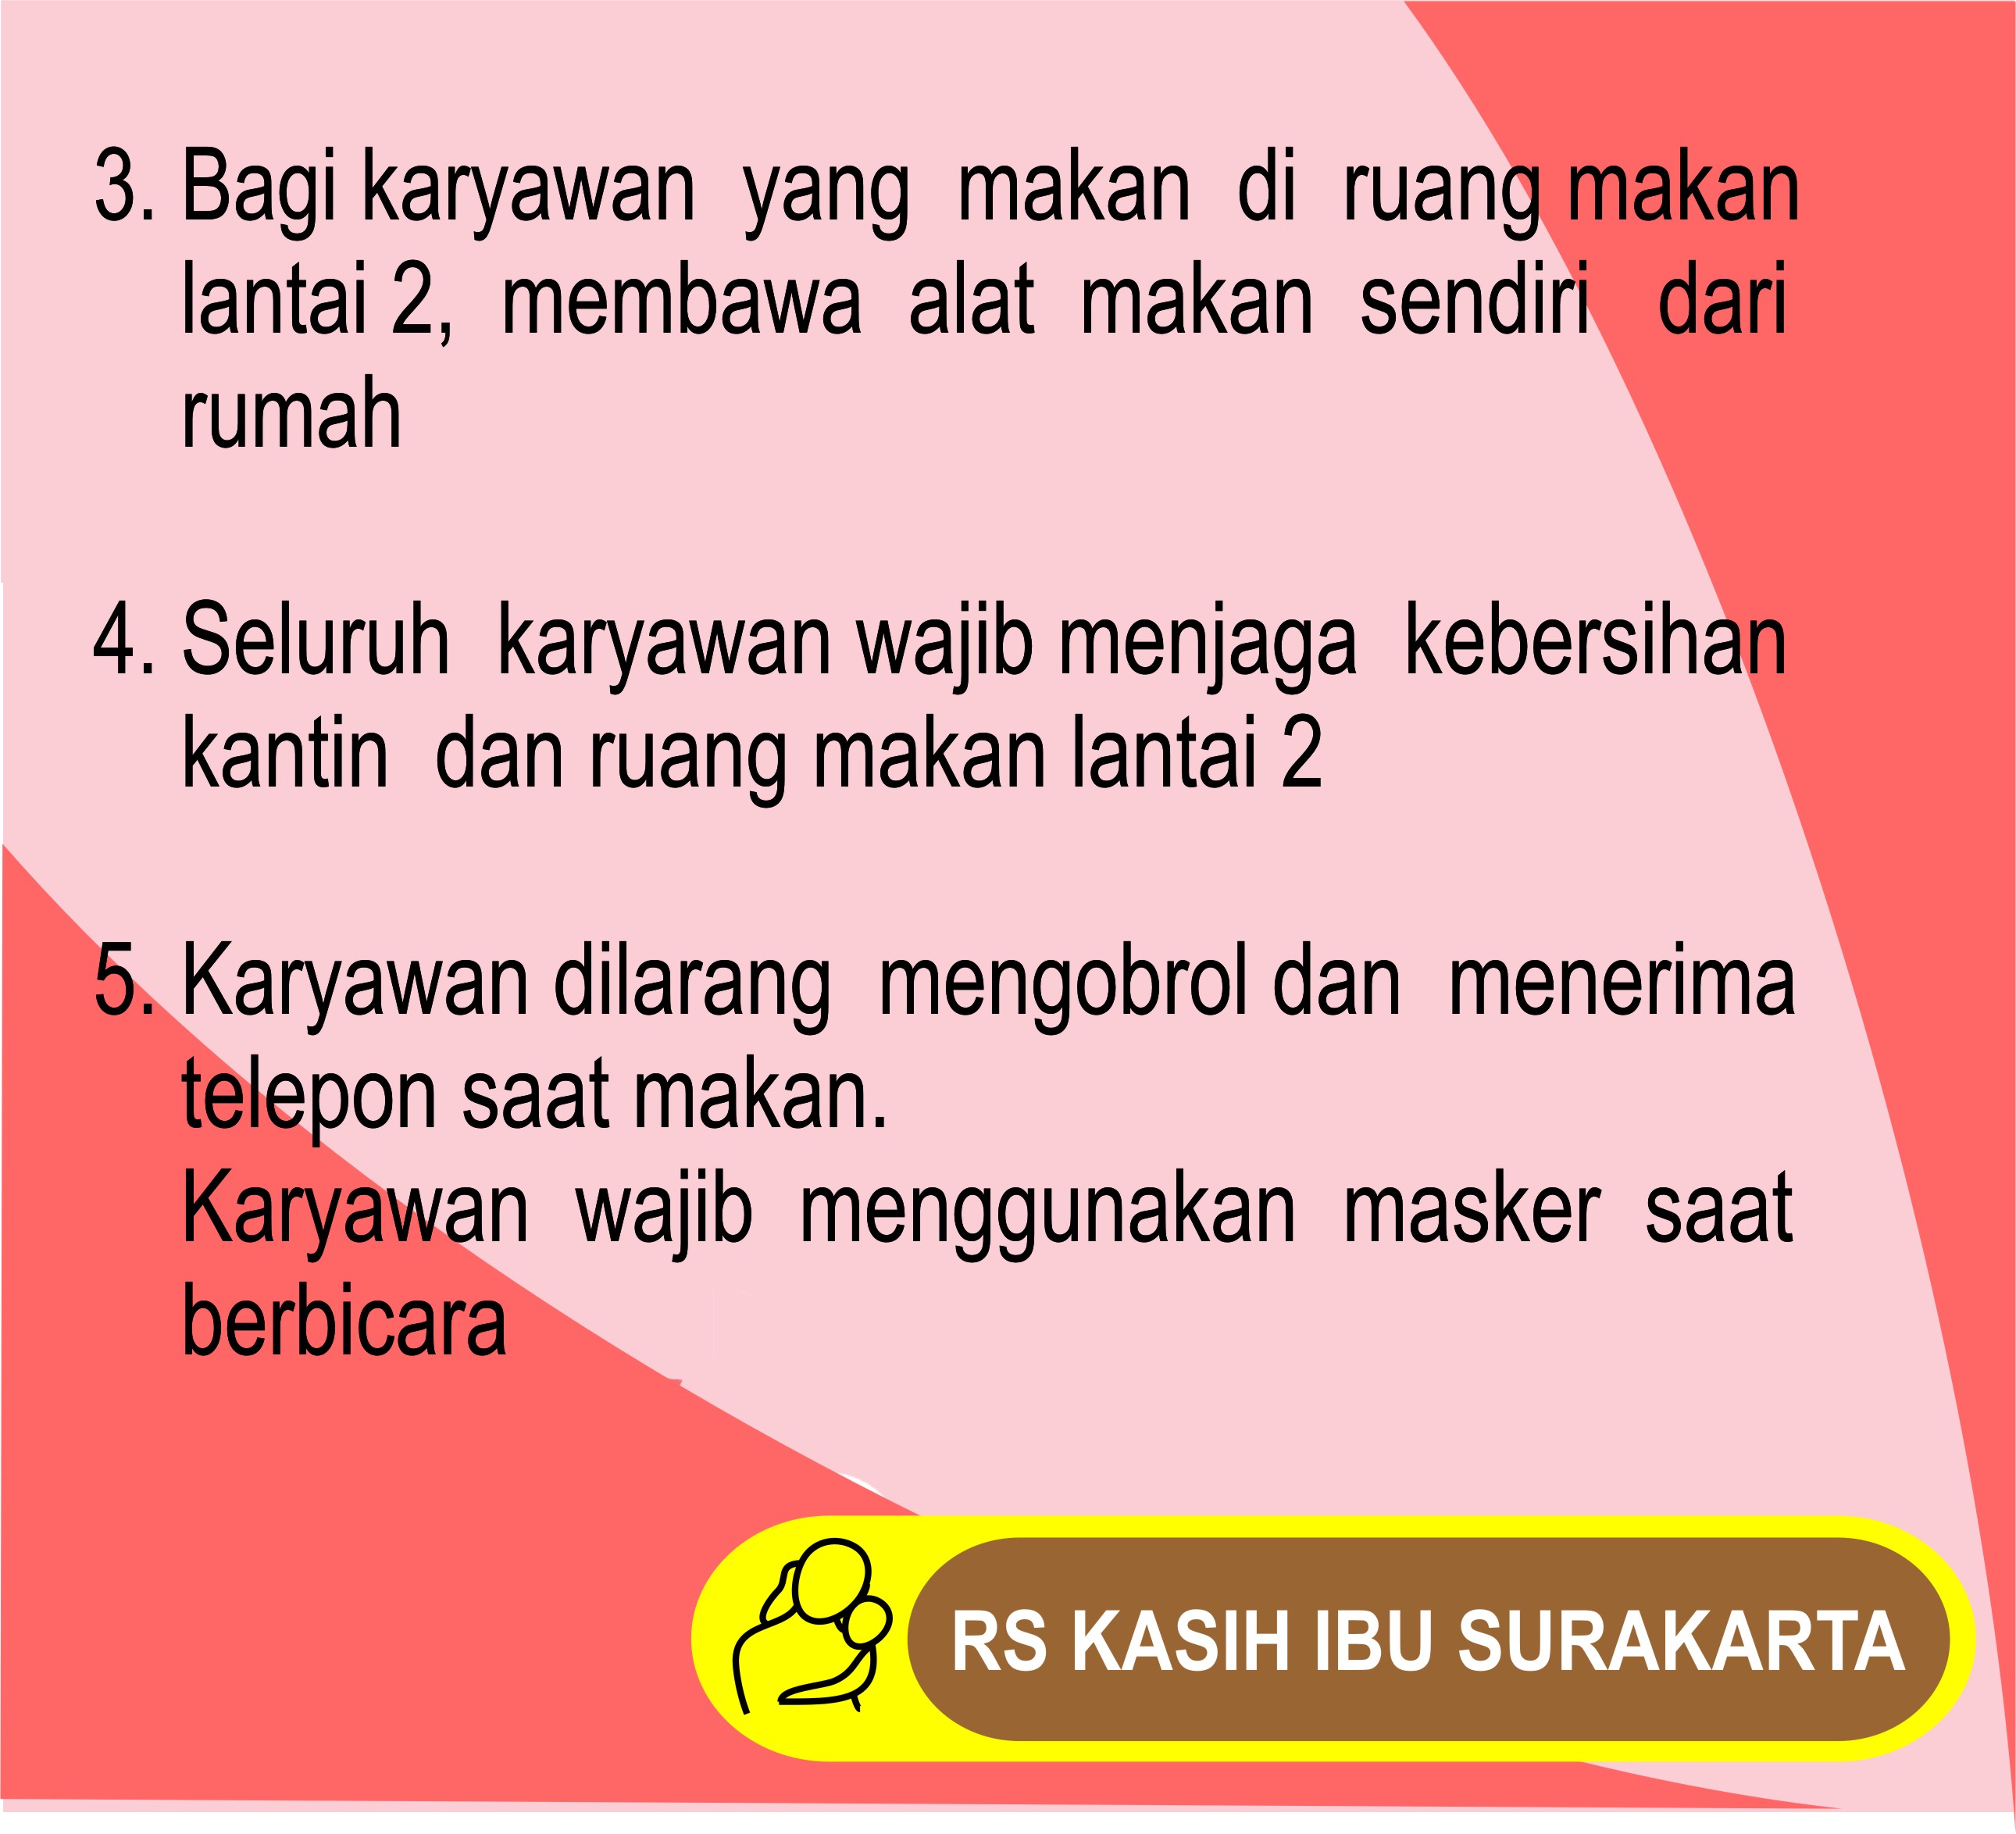 3. Bagi karyawan yang makan di ruang makan
lantai 2, membawa alat makan sendiri dari
rumah
4. Seluruh karyawan wajib menjaga kebersihan
kantin dan ruang makan lantai 2
5. Karyawan dilarang mengobrol dan menerima
telepon saat makan.
Karyawan wajib menggunakan masker saat
berbicara
RS KASIH IBU SURAKARTA